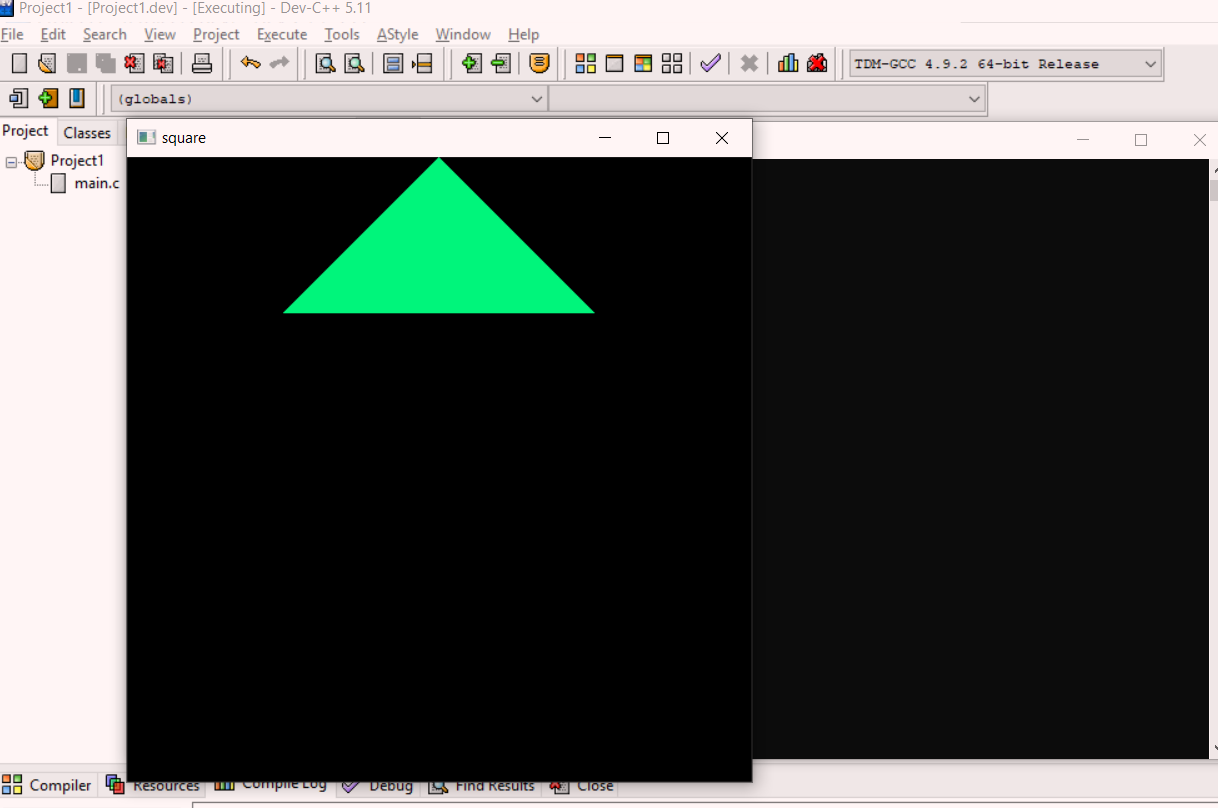 Project1 - [Project1.dev] - [Executing] - Dev-C++ 5.11
File Edit Search View Project Execute Tools AStyle Window Help
TDM-GCC 4.9.2 64-bit Release
(globals)
Project Classes
square
Project1
main.c
Compiler Resources Compile Log Debug Find Results Close